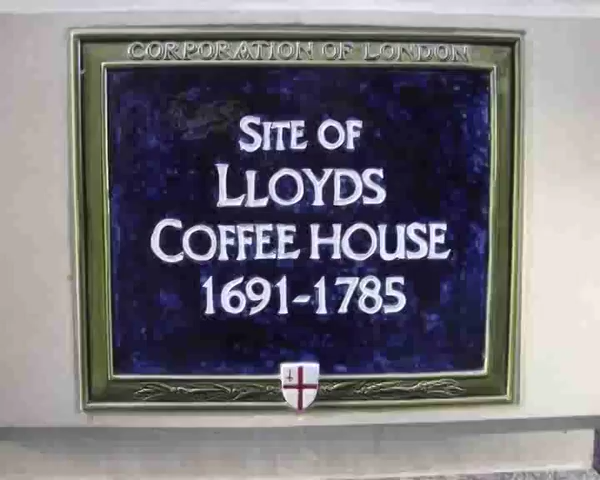 CORPORATION OF LONDON
SITE OF
LLOYDS
COFFEE HOUSE
1691-1785